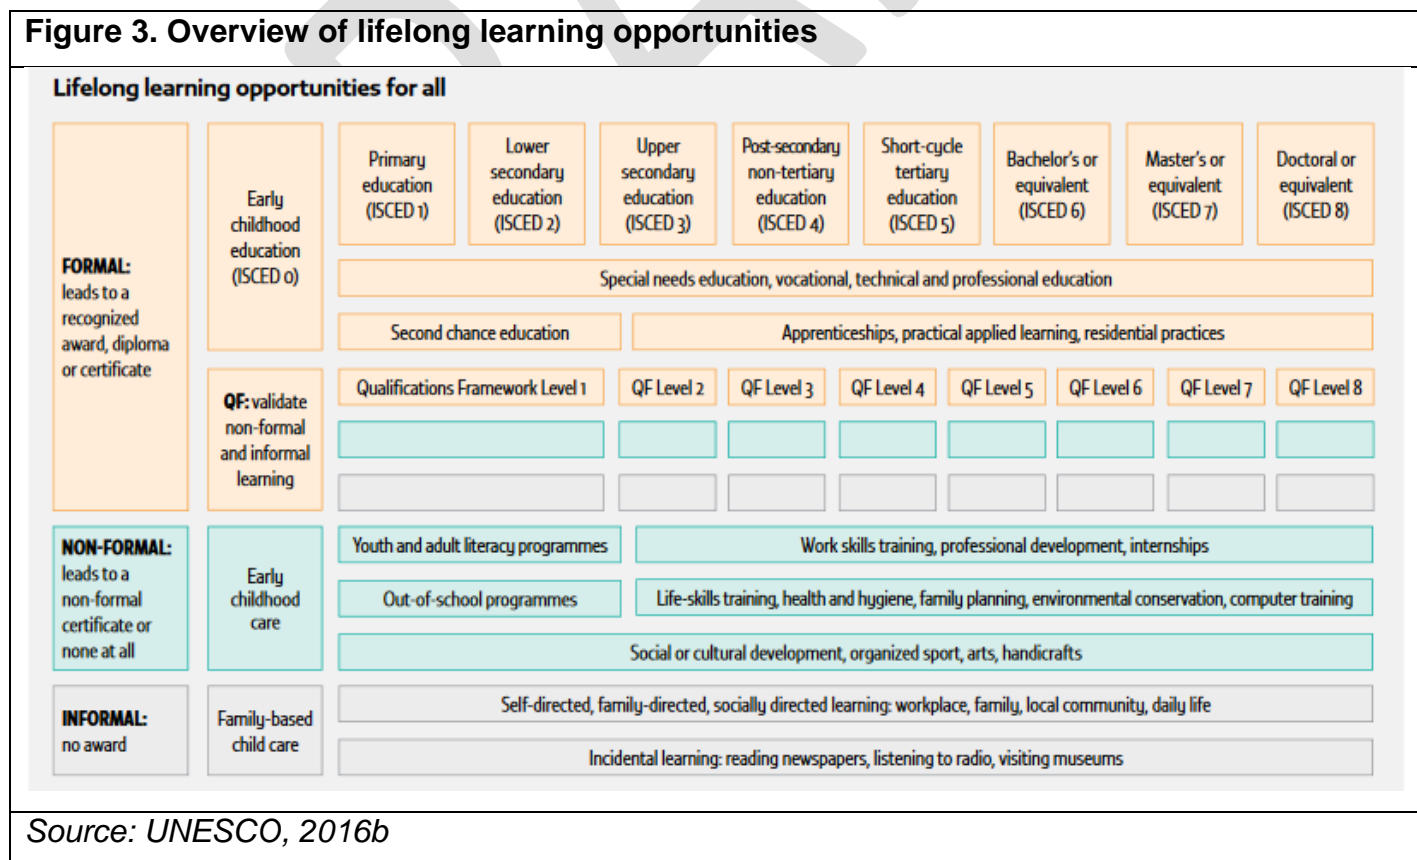 Figure 3. Overview of lifelong learning opportunities
Lifelong learning opportunities for all
FORMAL:
leads to a
recognized
award, diploma
or certificate
Early
childhood
education
(ISCED 0)
Primary
education
(ISCED 1)
Lower
secondary
education
(ISCED 2)
Upper
secondary
education
(ISCED 3)
Post-secondary
non-tertiary
education
(ISCED 4)
Short-cycle
tertiary
education
(ISCED 5)
Bachelor's or
equivalent
(ISCED 6)
Master's or
equivalent
(ISCED 7)
Doctoral or
equivalent
(ISCED 8)
Special needs education, vocational, technical and professional education
Second chance education
Apprenticeships, practical applied learning, residential practices
QF: validate
non-formal
and informal
learning
Qualifications Framework Level 1
QF Level 2
QF Level 3
QF Level 4
QF Level 5
QF Level 6
QF Level 7
QF Level 8
NON-FORMAL:
leads to a
non-formal
certificate or
none at all
Early
childhood
care
Youth and adult literacy programmes
Work skills training, professional development, internships
Out-of-school programmes
Life-skills training, health and hygiene, family planning, environmental conservation, computer training
Social or cultural development, organized sport, arts, handicrafts
INFORMAL:
no award
Family-based
child care
Self-directed, family-directed, socially directed learning: workplace, family, local community, daily life
Incidental learning: reading newspapers, listening to radio, visiting museums
Source: UNESCO, 2016b